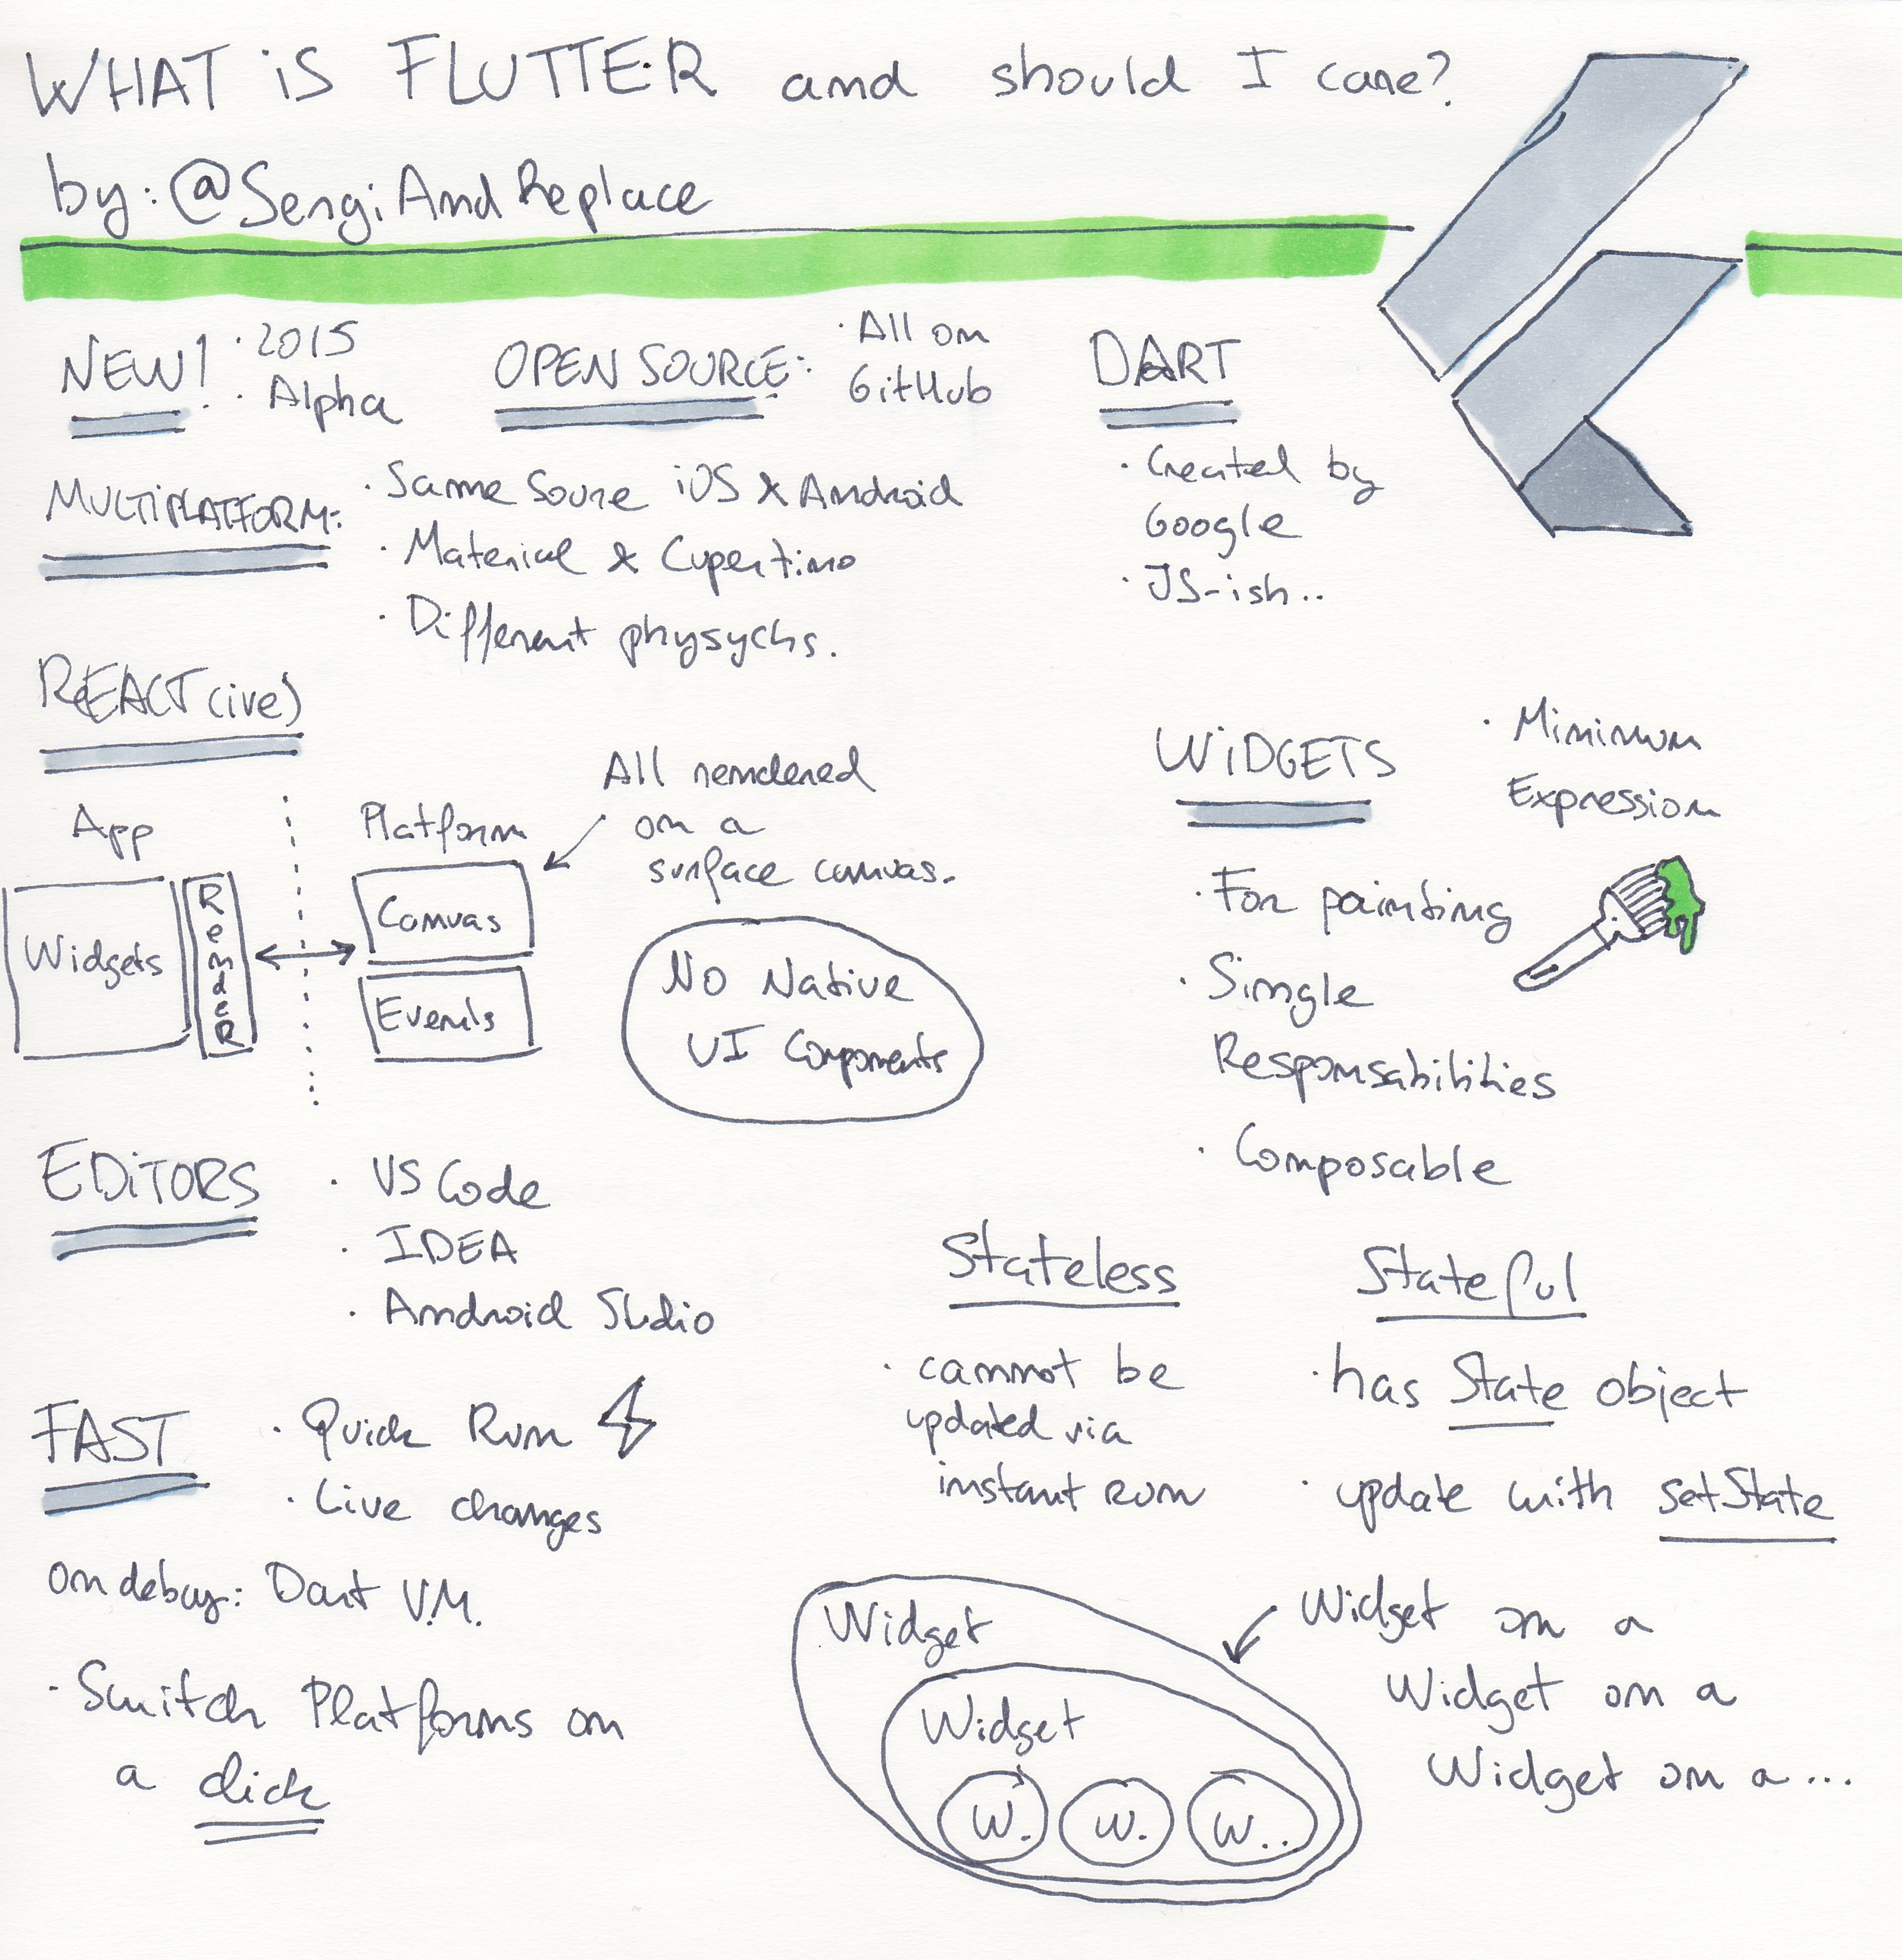 WHAT iS FLUTTER and should I care?
by: @SergiAndReplace
NEW!
· 2015
· Alpha
OPEN SOURCE:
· All on
GitHub
DART
· Created by
Google
· JS-ish..
MULTIPLATFORM:
· Same Soure iOS & Android
· Material & Cupertino
· Different physychs.
REACT(ive)
App
Widgets
RendeR
Platform
Canvas
Events
All rendered
on a
surface canvas.
No Native
UI Components
WiDGETS
· Minimum
Expression
· For painting
· Single
Responsabilities
· Composable
EDiTORS
· VS Code
· IDEA
· Android Studio
Stateless
· cannot be
updated via
instant run
Stateful
· has State object
· update with setState
FAST
· Quick Run
· Live changes
on debug: Dart V.M.
· Switch Platforms on
a click
Widget
Widget
W.
W.
W..
Widget on a
Widget on a
Widget on a...